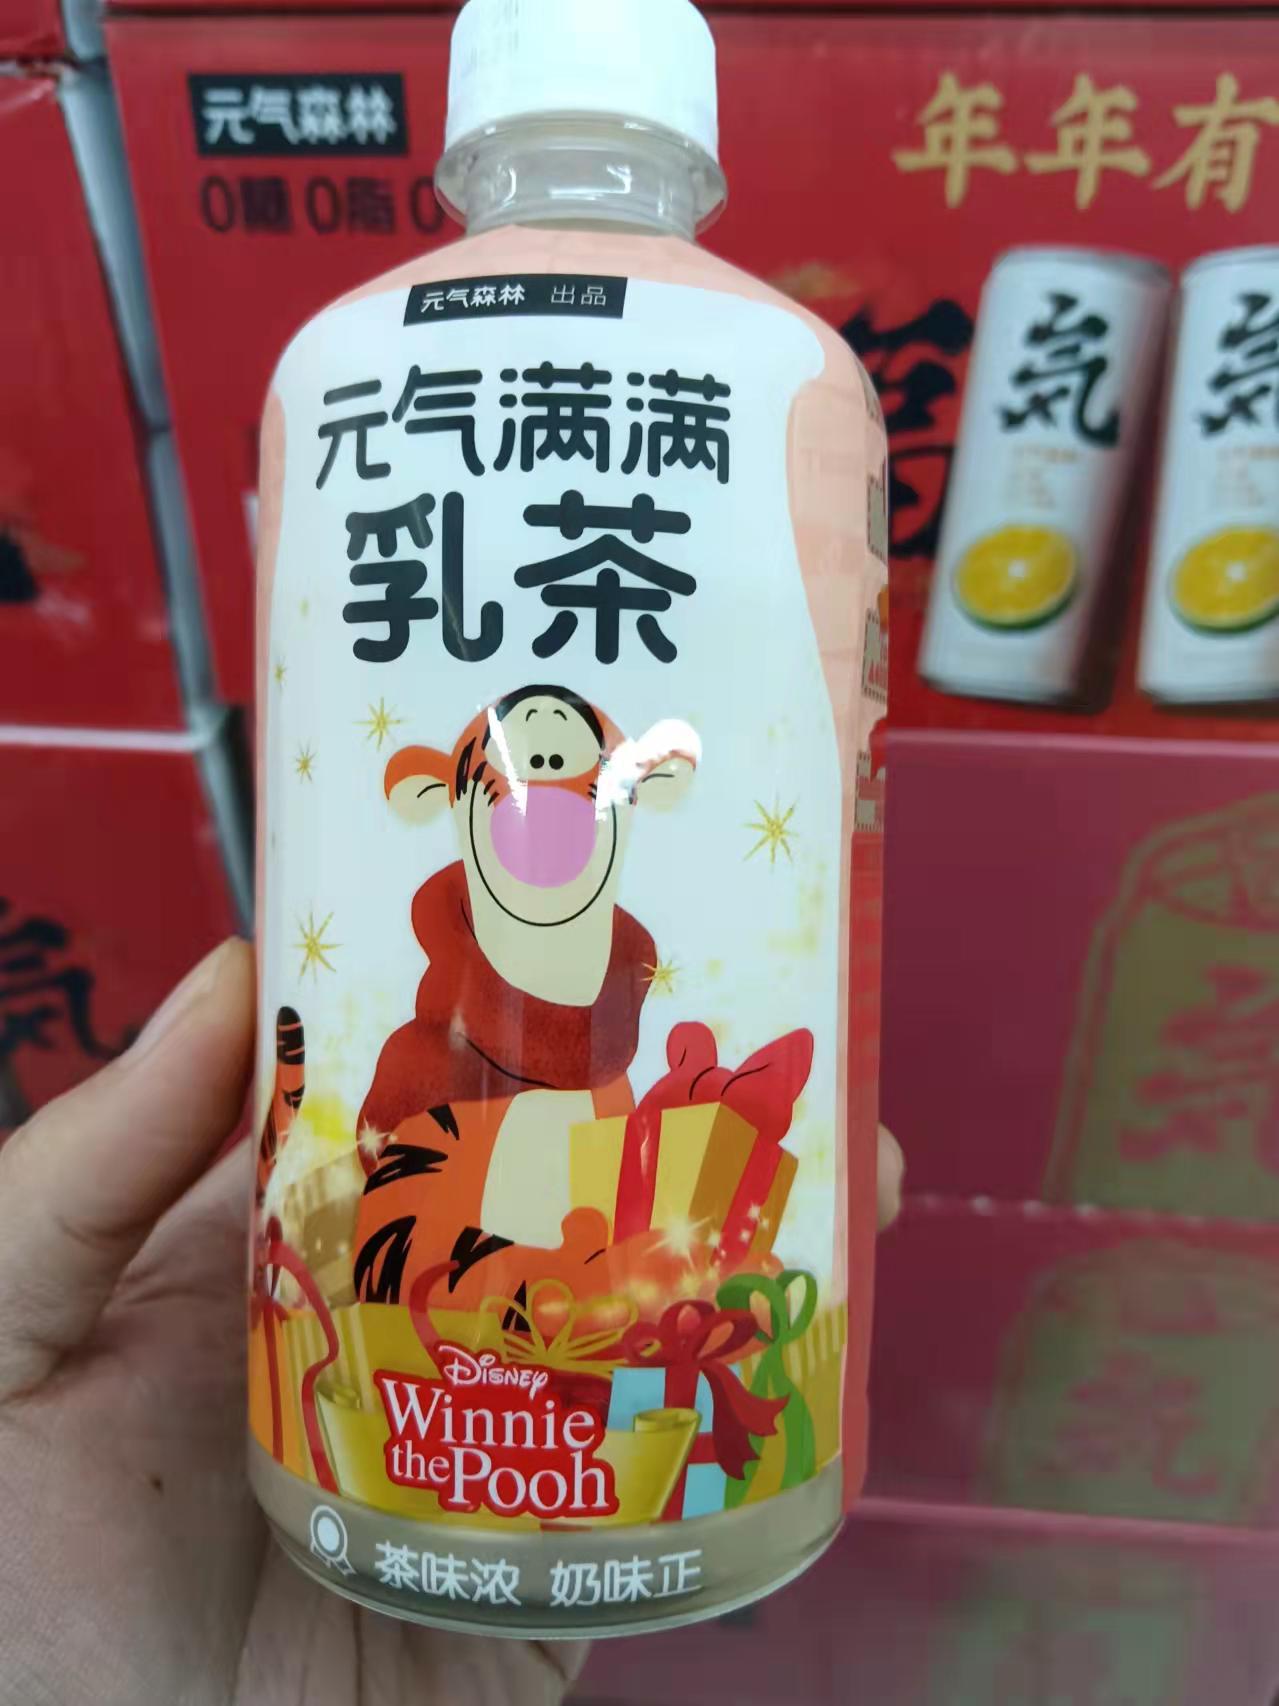 元气森林
0糖 0脂 0
年年有
氣
氣
元气森林 出品
元气满满
乳茶
Disney
Winnie
the Pooh
茶味浓 奶味正